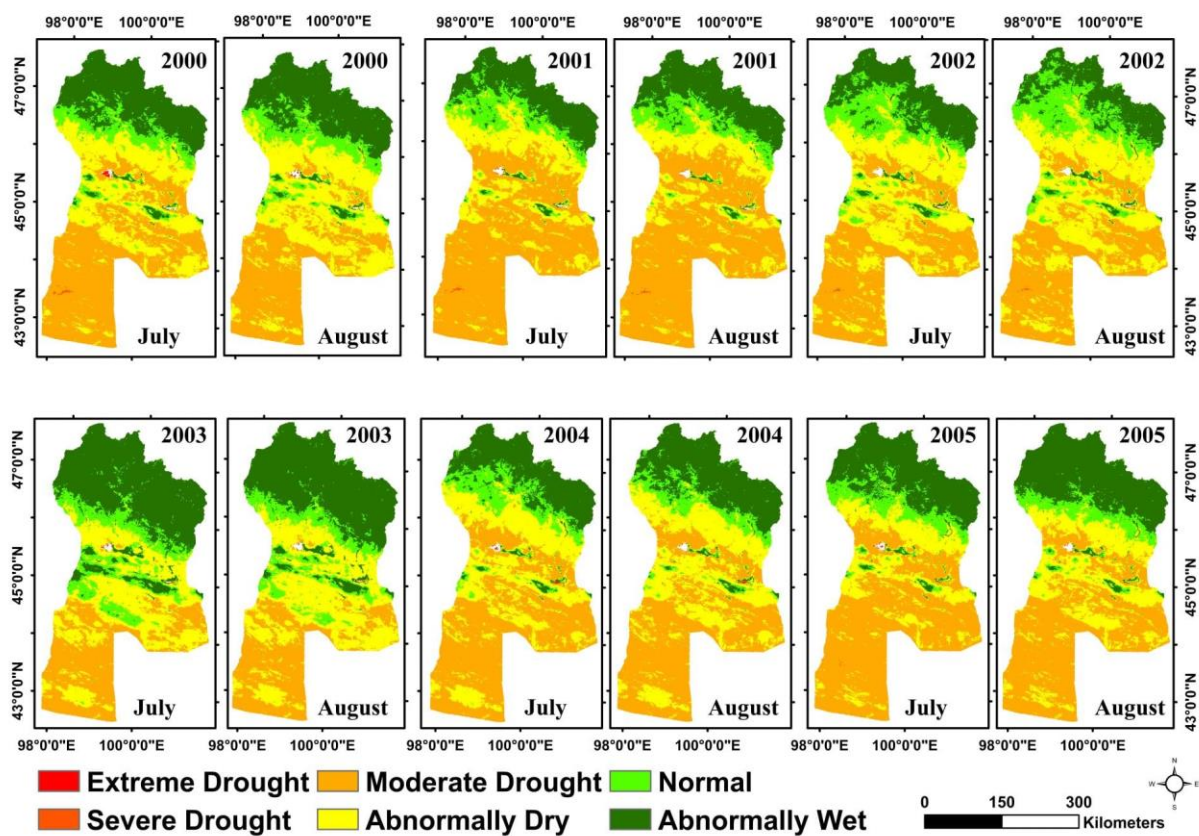 98°0'0"E 100°0'0"E 98°0'0"E 100°0'0"E 98°0'0"E 100°0'0"E 98°0'0"E 100°0'0"E 98°0'0"E 100°0'0"E 98°0'0"E 100°0'0"E
2000 2000 2001 2001 2002 2002
47°0'0"N 47°0'0"N
45°0'0"N 45°0'0"N
43°0'0"N 43°0'0"N
July August July August July August
98°0'0"E 100°0'0"E 98°0'0"E 100°0'0"E 98°0'0"E 100°0'0"E
2003 2003 2004 2004 2005 2005
47°0'0"N 47°0'0"N
45°0'0"N 45°0'0"N
43°0'0"N 43°0'0"N
July August July August July August
98°0'0"E 100°0'0"E 98°0'0"E 100°0'0"E 98°0'0"E 100°0'0"E
Extreme Drought Moderate Drought Normal
Severe Drought Abnormally Dry Abnormally Wet
N
W E
S
0 150 300
Kilometers